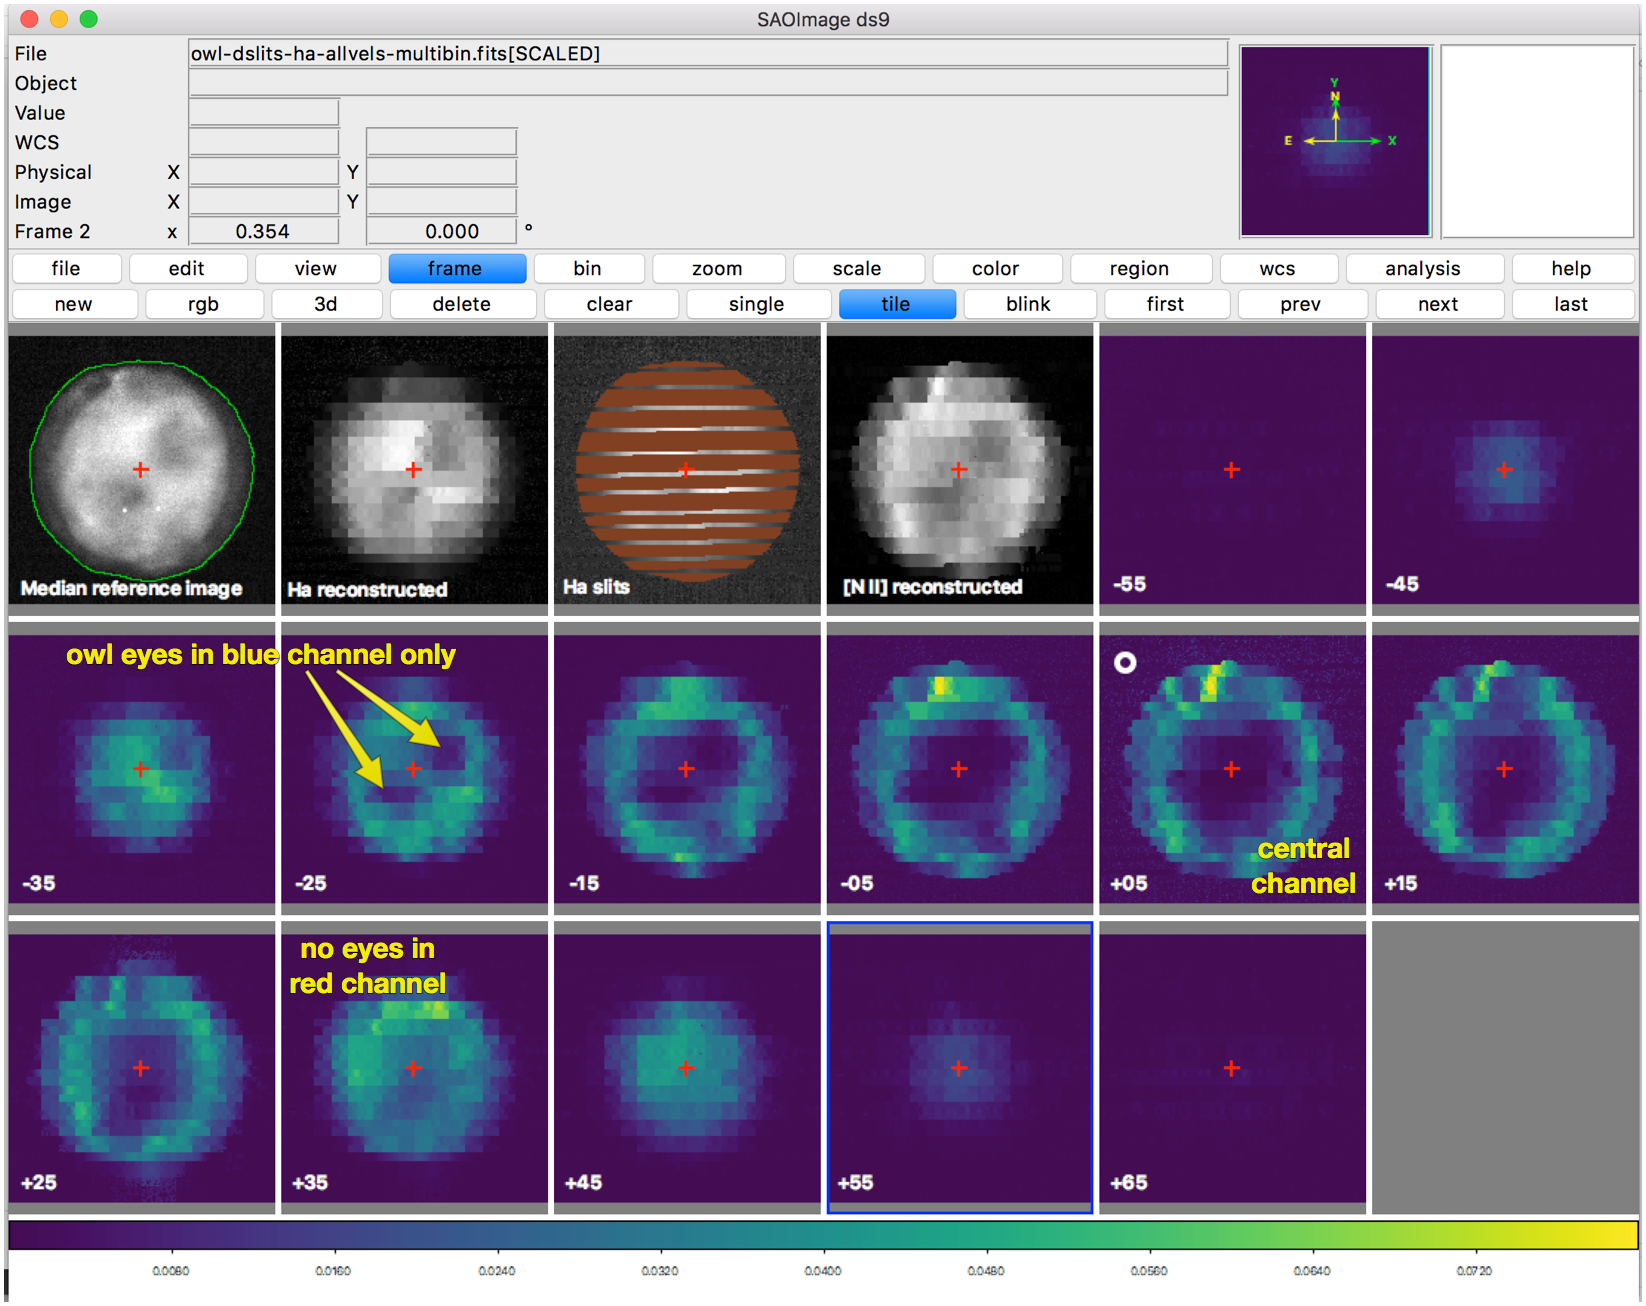 SAOImage ds9
File owl-dslits-ha-allvels-multibin.fits[SCALED]
Object
Value
WCS
Physical X Y
Image X Y
Frame 2 x 0.354 0.000 °
Y
N
E X
file edit view frame bin zoom scale color region wcs analysis help
new rgb 3d delete clear single tile blink first prev next last
Median reference image
Ha reconstructed
Ha slits
[N II] reconstructed
-55
-45
owl eyes in blue channel only
-35
-25
-15
-05
+05
central
channel
+15
+25
no eyes in
red channel
+35
+45
+55
+65
0.0080 0.0160 0.0240 0.0320 0.0400 0.0480 0.0560 0.0640 0.0720